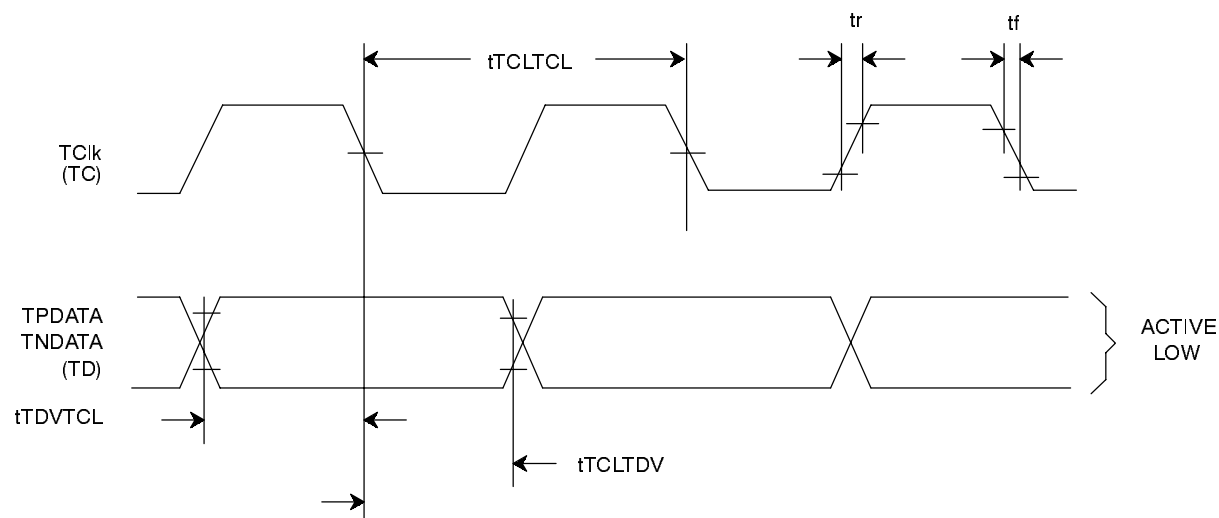 tr
tf
tTCLTCL
TClk
(TC)
TPDATA
TNDATA
(TD)
ACTIVE
LOW
tTDVTCL
tTCLTDV